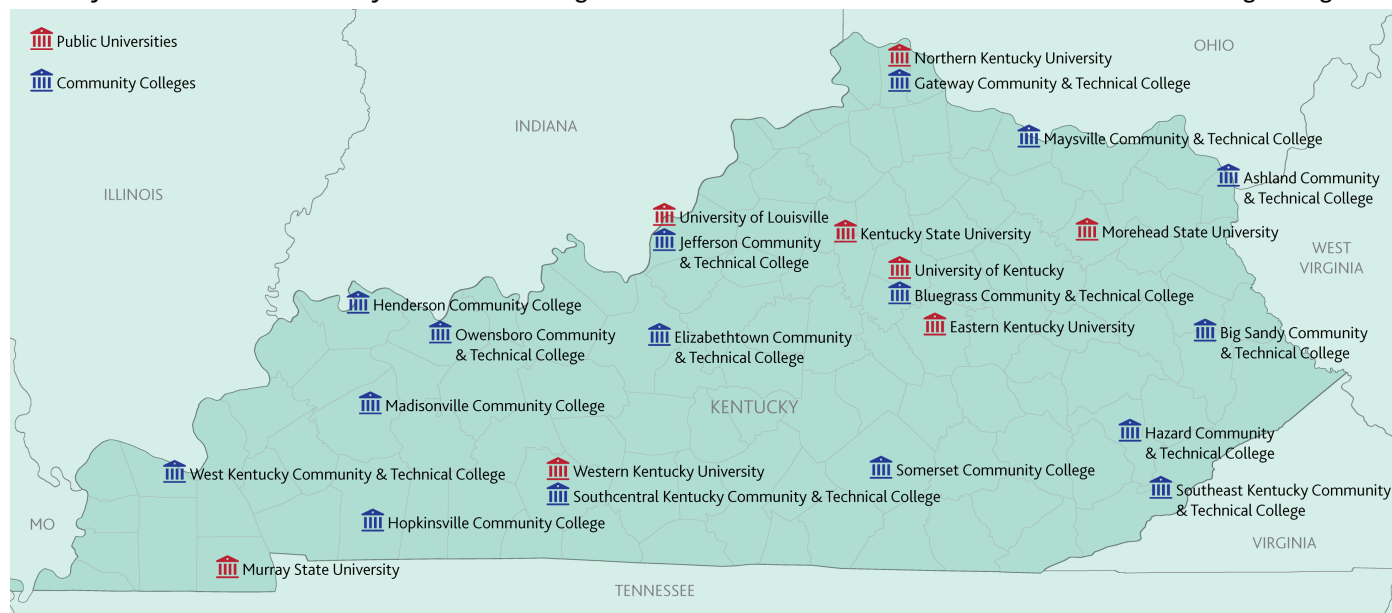 Public Universities
Community Colleges
OHIO
Northern Kentucky University
Gateway Community & Technical College
INDIANA
Maysville Community & Technical College
ILLINOIS
Ashland Community
& Technical College
University of Louisville
Jefferson Community
& Technical College
Kentucky State University
Morehead State University
WEST
VIRGINIA
University of Kentucky
Bluegrass Community & Technical College
Henderson Community College
Owensboro Community
& Technical College
Elizabethtown Community
& Technical College
Eastern Kentucky University
Big Sandy Community
& Technical College
Madisonville Community College
KENTUCKY
Hazard Community
& Technical College
West Kentucky Community & Technical College
Western Kentucky University
Southcentral Kentucky Community & Technical College
Somerset Community College
Southeast Kentucky Community
& Technical College
MO
Hopkinsville Community College
VIRGINIA
Murray State University
TENNESSEE